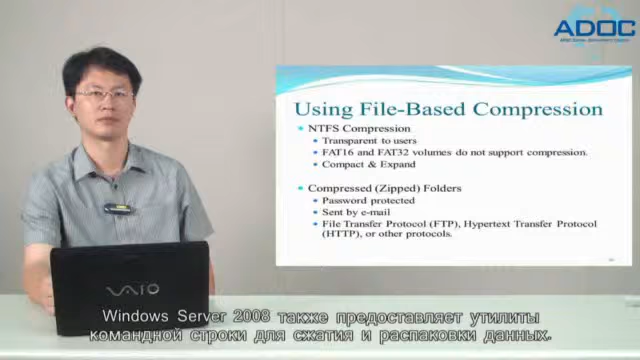 ADOC
Using File-Based Compression
NTFS Compression
Transparent to users
FAT16 and FAT32 volumes do not support compression.
Compact & Expand
Compressed (Zipped) Folders
Password protected
Sent by e-mail
File Transfer Protocol (FTP), Hypertext Transfer Protocol
(HTTP), or other protocols.
VAIO
Windows Server 2008 также предоставляет утилиты
командной строки для сжатия и распаковки данных.